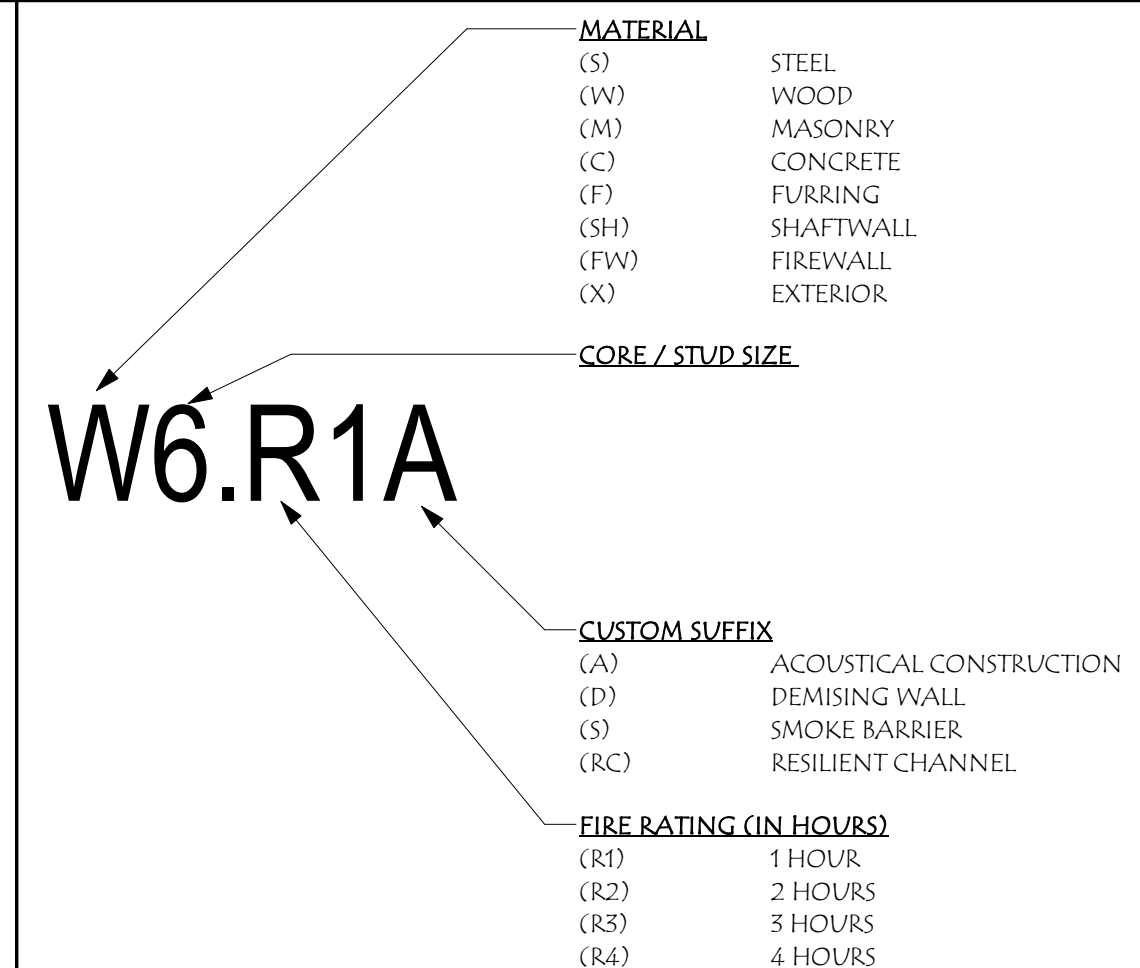 MATERIAL
(S) STEEL
(W) WOOD
(M) MASONRY
(C) CONCRETE
(F) FURRING
(SH) SHAFTWALL
(FW) FIREWALL
(X) EXTERIOR
CORE / STUD SIZE
W6.R1A
CUSTOM SUFFIX
(A) ACOUSTICAL CONSTRUCTION
(D) DEMISING WALL
(S) SMOKE BARRIER
(RC) RESILIENT CHANNEL
FIRE RATING (IN HOURS)
(R1) 1 HOUR
(R2) 2 HOURS
(R3) 3 HOURS
(R4) 4 HOURS